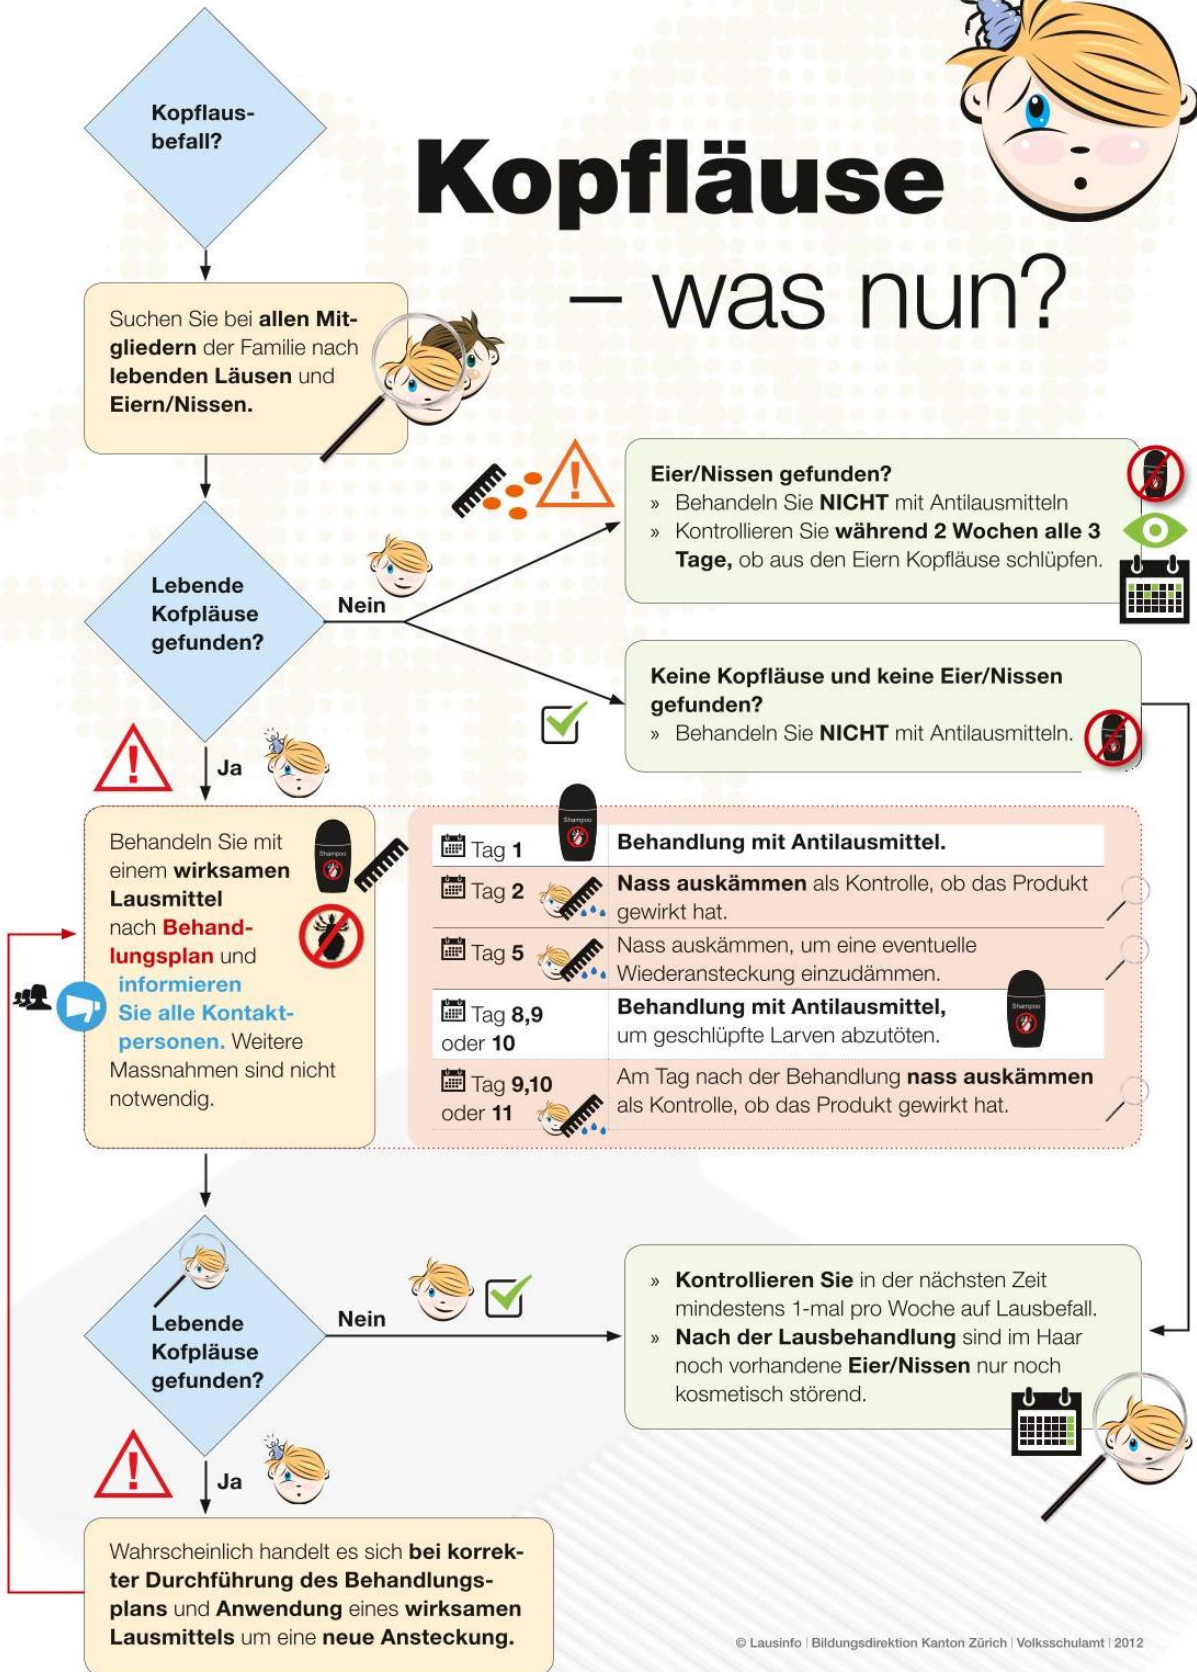 Kopflaus-
befall?
Kopfläuse
– was nun?
Suchen Sie bei allen Mit-
gliedern der Familie nach
lebenden Läusen und
Eiern/Nissen.
Lebende
Kofpläuse
gefunden?
Nein
Eier/Nissen gefunden?
» Behandeln Sie NICHT mit Antilausmitteln
» Kontrollieren Sie während 2 Wochen alle 3
Tage, ob aus den Eiern Kopfläuse schlüpfen.
Keine Kopfläuse und keine Eier/Nissen
gefunden?
» Behandeln Sie NICHT mit Antilausmitteln.
Ja
Behandeln Sie mit
einem wirksamen
Lausmittel
nach Behand-
lungsplan und
informieren
Sie alle Kontakt-
personen. Weitere
Massnahmen sind nicht
notwendig.
Shampoo
Tag 1
Shampoo
Behandlung mit Antilausmittel.
Tag 2
Nass auskämmen als Kontrolle, ob das Produkt
gewirkt hat.
Tag 5
Nass auskämmen, um eine eventuelle
Wiederansteckung einzudämmen.
Tag 8,9
oder 10
Behandlung mit Antilausmittel,
um geschlüpfte Larven abzutöten.
Shampoo
Tag 9,10
oder 11
Am Tag nach der Behandlung nass auskämmen
als Kontrolle, ob das Produkt gewirkt hat.
Lebende
Kofpläuse
gefunden?
Nein
» Kontrollieren Sie in der nächsten Zeit
mindestens 1-mal pro Woche auf Lausbefall.
» Nach der Lausbehandlung sind im Haar
noch vorhandene Eier/Nissen nur noch
kosmetisch störend.
Ja
Wahrscheinlich handelt es sich bei korrek-
ter Durchführung des Behandlungs-
plans und Anwendung eines wirksamen
Lausmittels um eine neue Ansteckung.
© Lausinfo | Bildungsdirektion Kanton Zürich | Volksschulamt | 2012